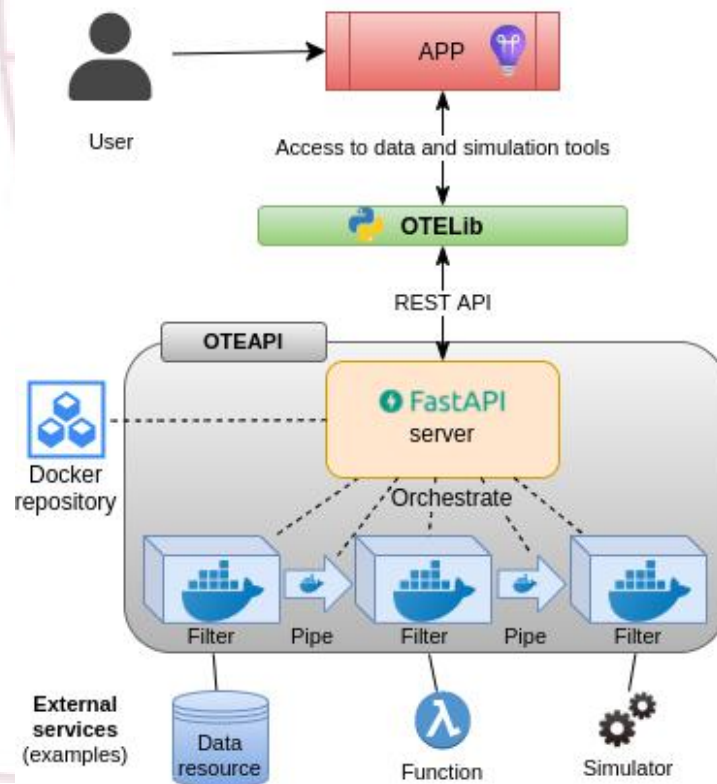 APP
User
Access to data and simulation tools
OTELib
REST API
OTEAPI
FastAPI
server
Docker
repository
Orchestrate
Filter Pipe Filter Pipe Filter
External
services
(examples)
Data
resource
Function
Simulator